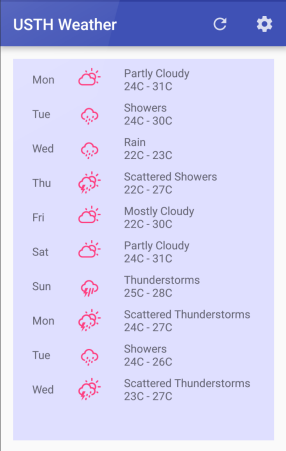 USTH Weather
Mon
Partly Cloudy
24C - 31C
Tue
Showers
24C - 30C
Wed
Rain
22C - 23C
Thu
Scattered Showers
22C - 27C
Fri
Mostly Cloudy
22C - 30C
Sat
Partly Cloudy
24C - 31C
Sun
Thunderstorms
25C - 28C
Mon
Scattered Thunderstorms
24C - 27C
Tue
Showers
24C - 26C
Wed
Scattered Thunderstorms
23C - 27C